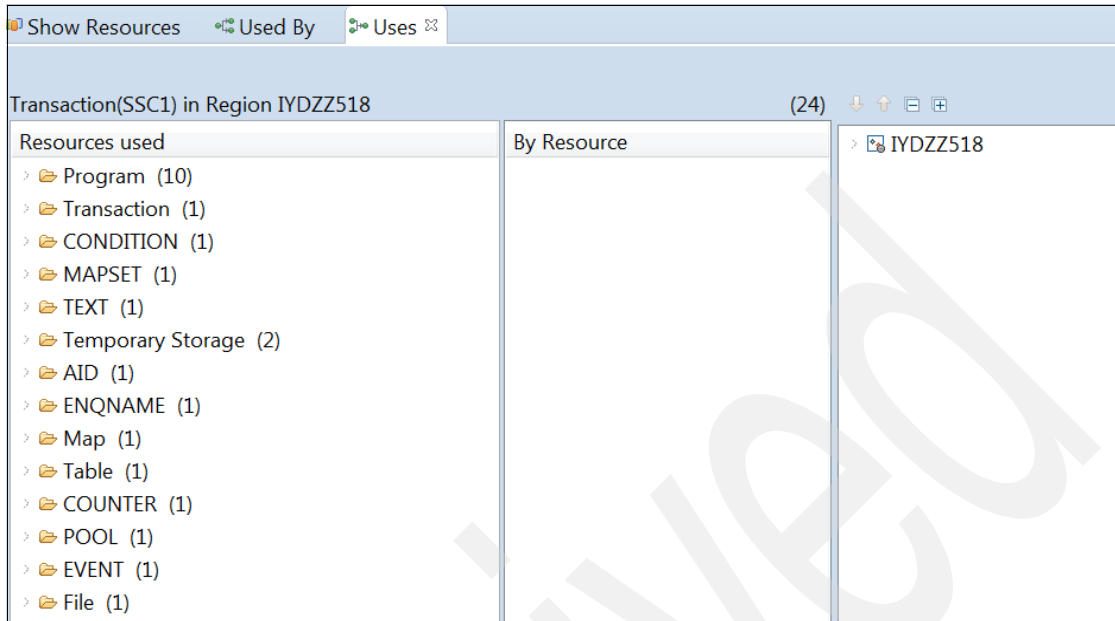 Show Resources Used By Uses
Transaction(SSC1) in Region IYDZZ518 (24)
Resources used By Resource IYDZZ518
Program (10)
Transaction (1)
CONDITION (1)
MAPSET (1)
TEXT (1)
Temporary Storage (2)
AID (1)
ENQNAME (1)
Map (1)
Table (1)
COUNTER (1)
POOL (1)
EVENT (1)
File (1)